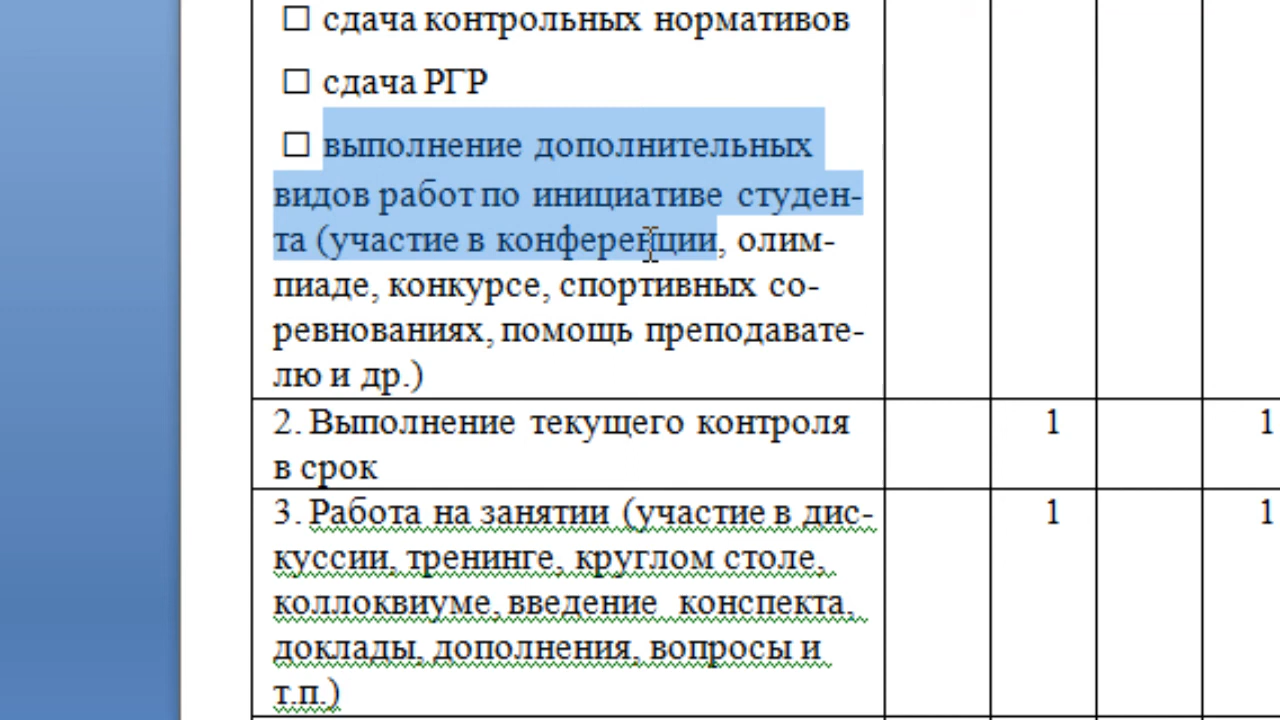 ☐ сдача контрольных нормативов
☐ сдача РГР
☐ выполнение дополнительных
видов работ по инициативе студен-
та (участие в конференции, олим-
пиаде, конкурсе, спортивных со-
ревнованиях, помощь преподавате-
лю и др.)
2. Выполнение текущего контроля 1 1
в срок
3. Работа на занятии (участие в дис- 1 1
куссии, тренинге, круглом столе,
коллоквиуме, введение конспекта,
доклады, дополнения, вопросы и
т.п.)